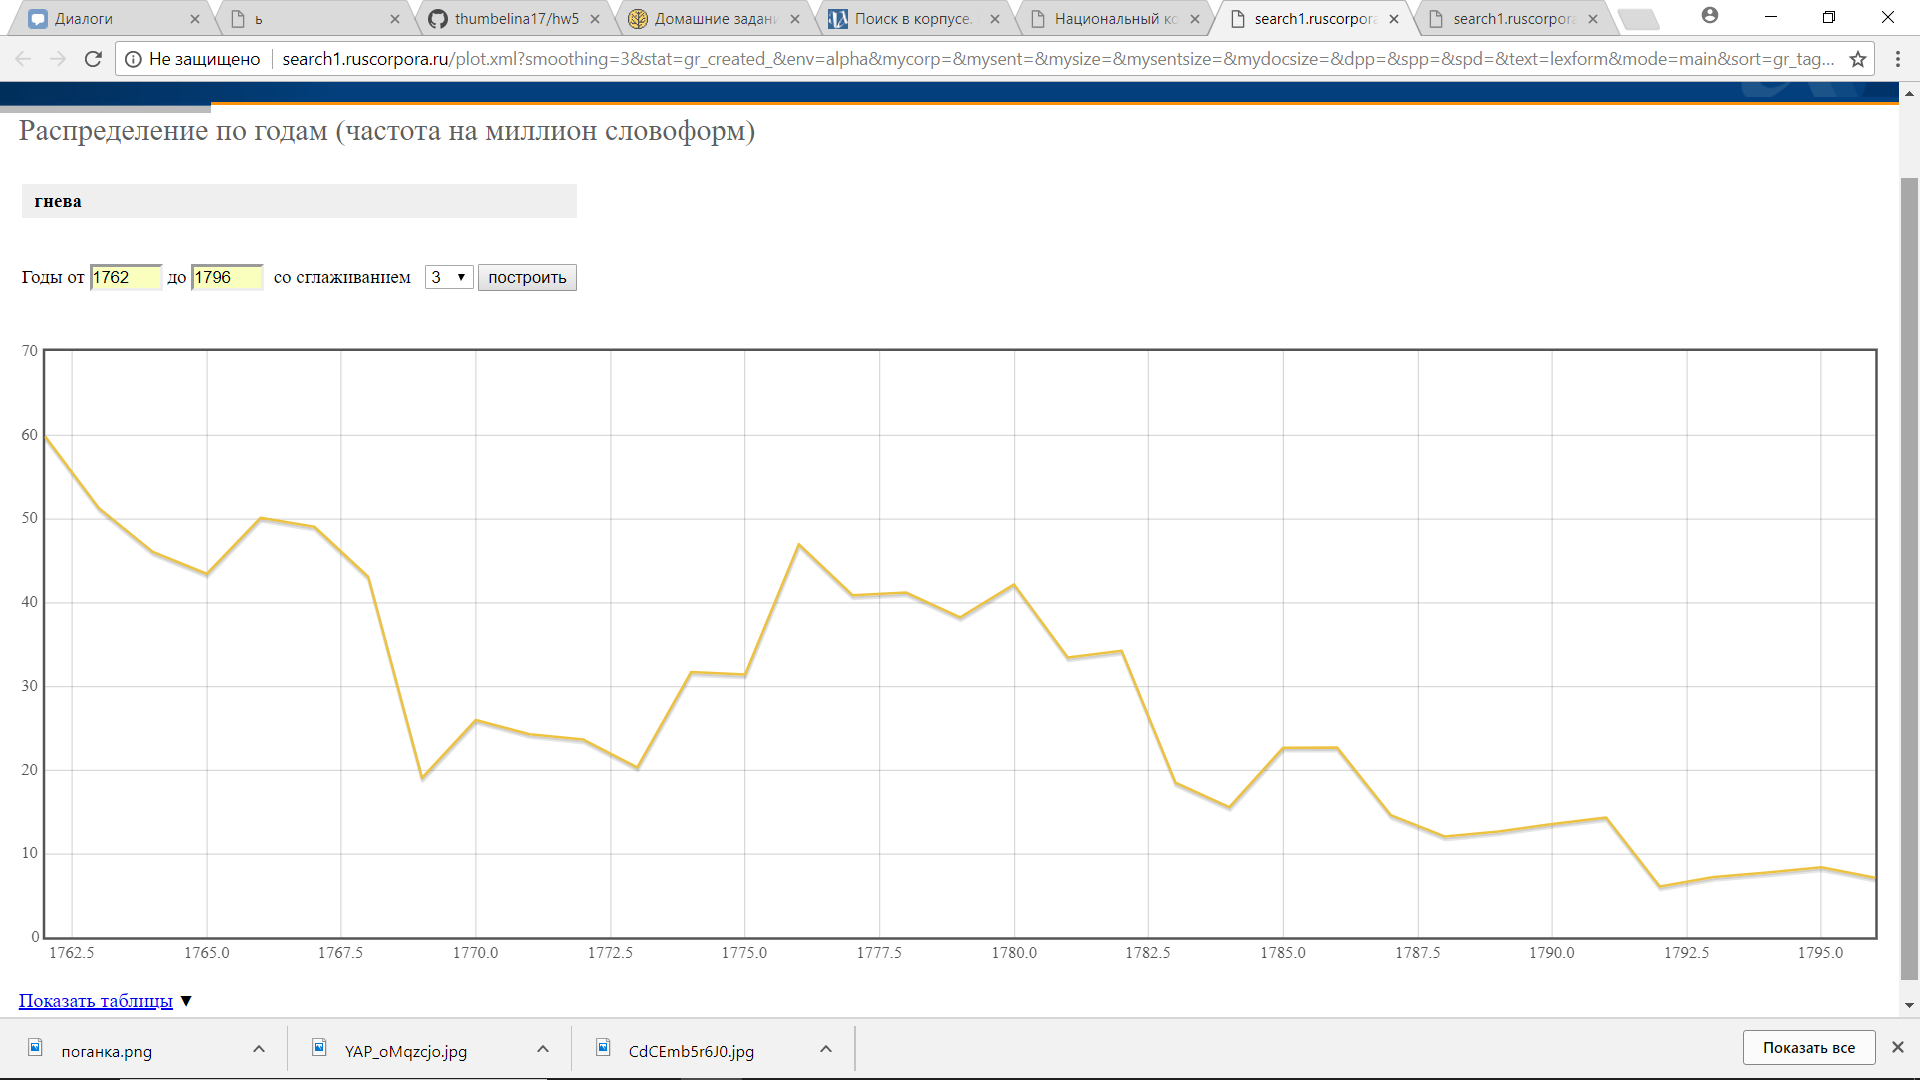 Диалоги
ь
thumbelina17/hw5
Домашние задани
Поиск в корпусе.
Национальный ко
search1.ruscorpora
search1.ruscorpora
Не защищено
search1.ruscorpora.ru/plot.xml?smoothing=3&stat=gr_created_&env=alpha&mycorp=&mysent=&mysize=&mysentsize=&mydocsize=&dpp=&spp=&spd=&text=lexform&mode=main&sort=gr_tag...
Распределение по годам (частота на миллион словоформ)
гнева
Годы от 1762 до 1796 со сглаживанием 3 построить
70
60
50
40
30
20
10
0
1762.5 1765.0 1767.5 1770.0 1772.5 1775.0 1777.5 1780.0 1782.5 1785.0 1787.5 1790.0 1792.5 1795.0
Показать таблицы ▼
поганка.png YAP_oMqzcjo.jpg CdCEmb5r6J0.jpg Показать все